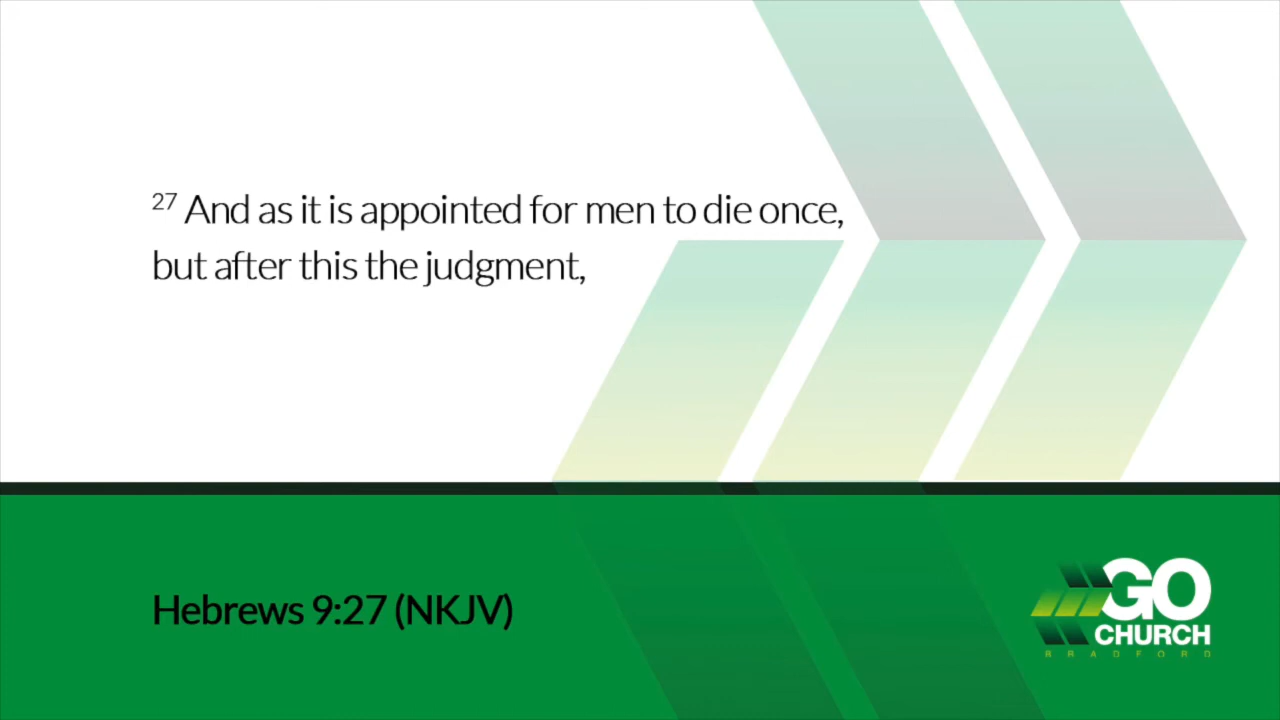 27 And as it is appointed for men to die once,
but after this the judgment,
Hebrews 9:27 (NKJV)
GO
CHURCH
BRADFORD